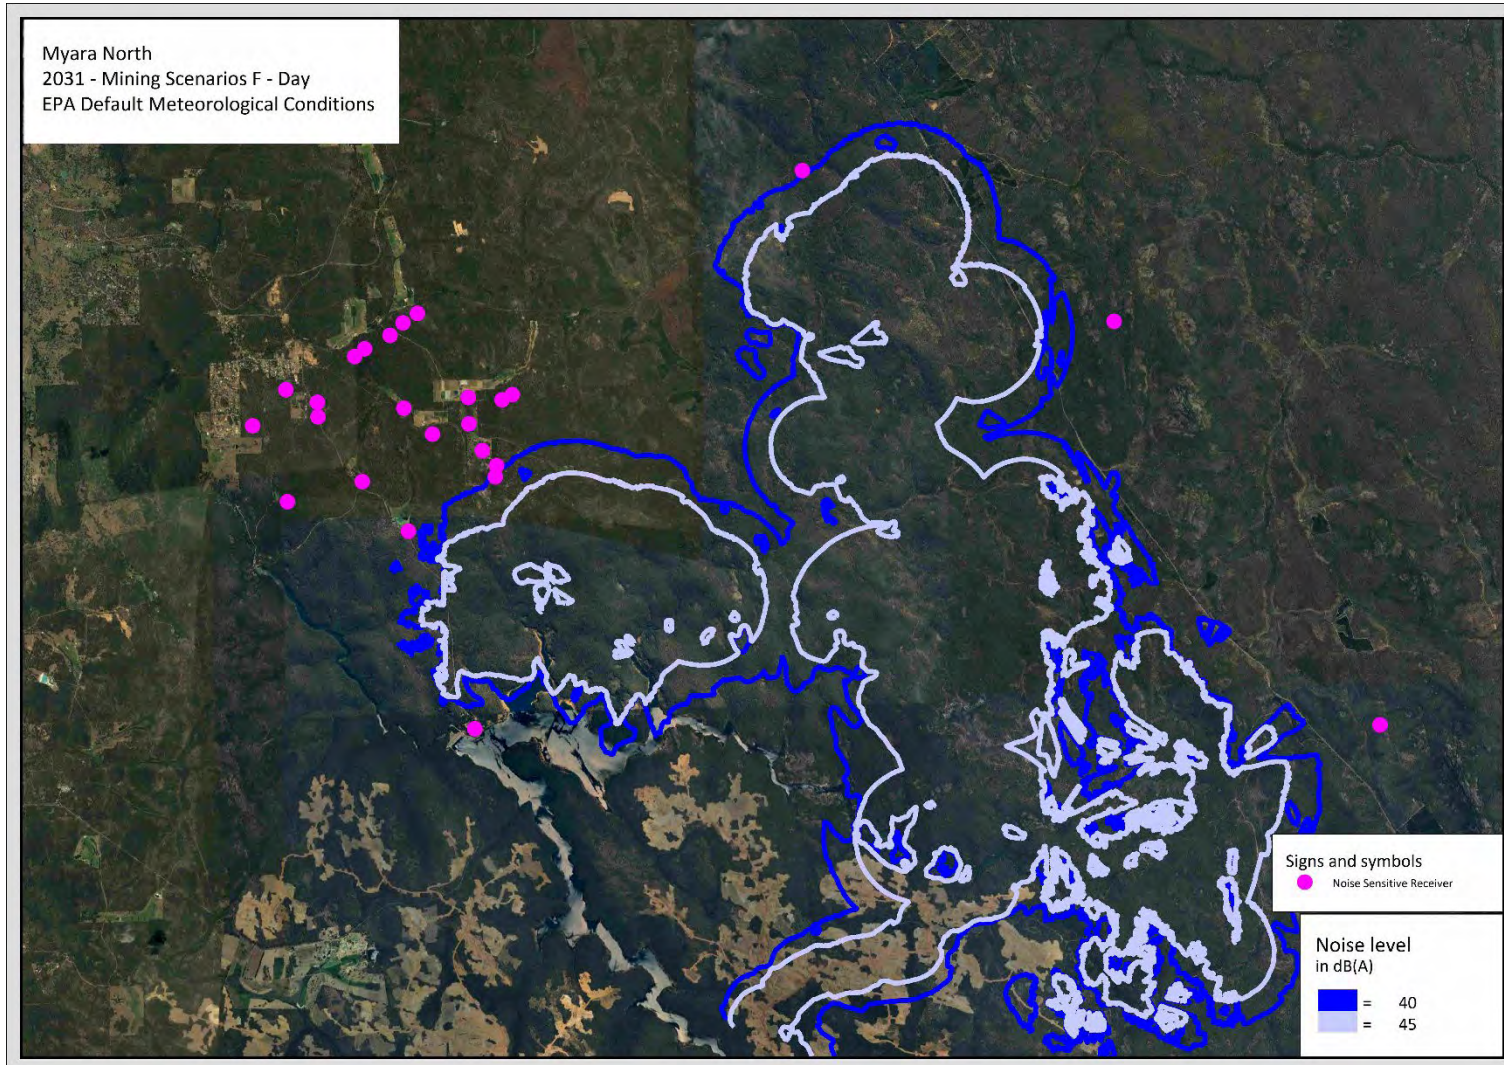 Myara North
2031 - Mining Scenarios F - Day
EPA Default Meteorological Conditions
Signs and symbols
Noise Sensitive Receiver
Noise level
in dB(A)
= 40
= 45